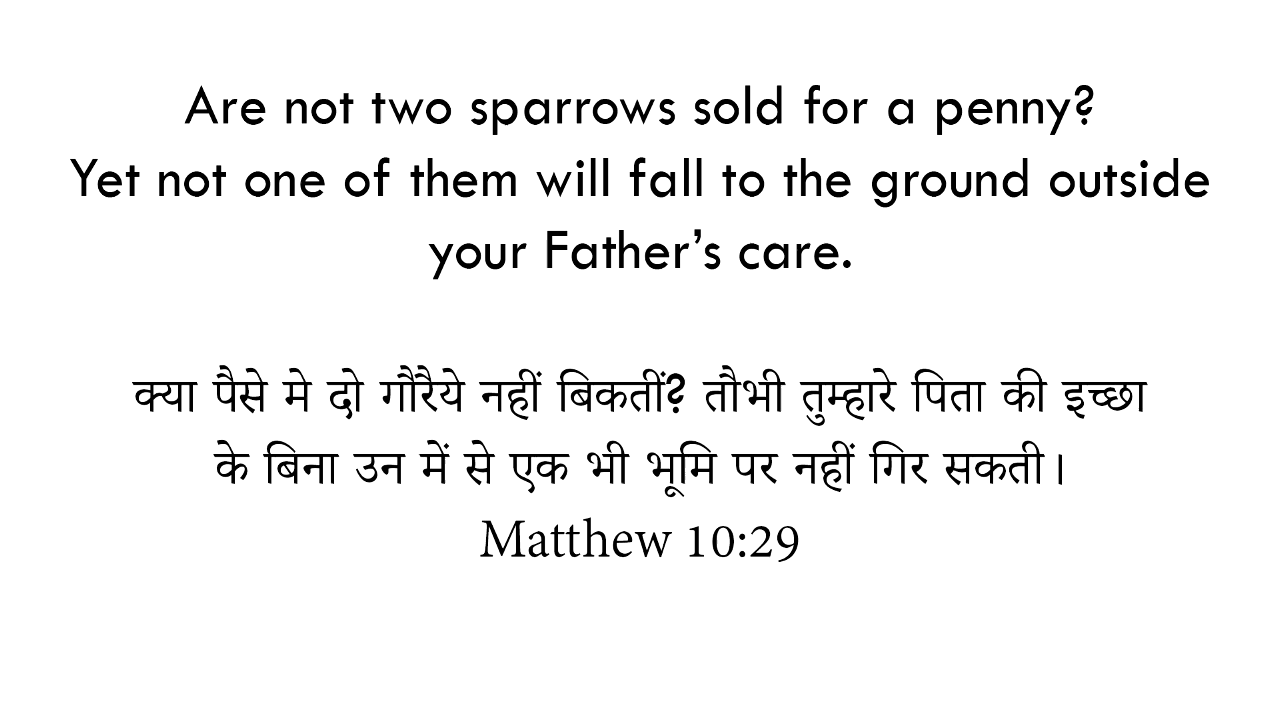 Are not two sparrows sold for a penny?
Yet not one of them will fall to the ground outside
your Father’s care.
क्या पैसे मे दो गौरैये नहीं बिकतीं? तौभी तुम्हारे पिता की इच्छा
के बिना उन में से एक भी भूमि पर नहीं गिर सकती।
Matthew 10:29